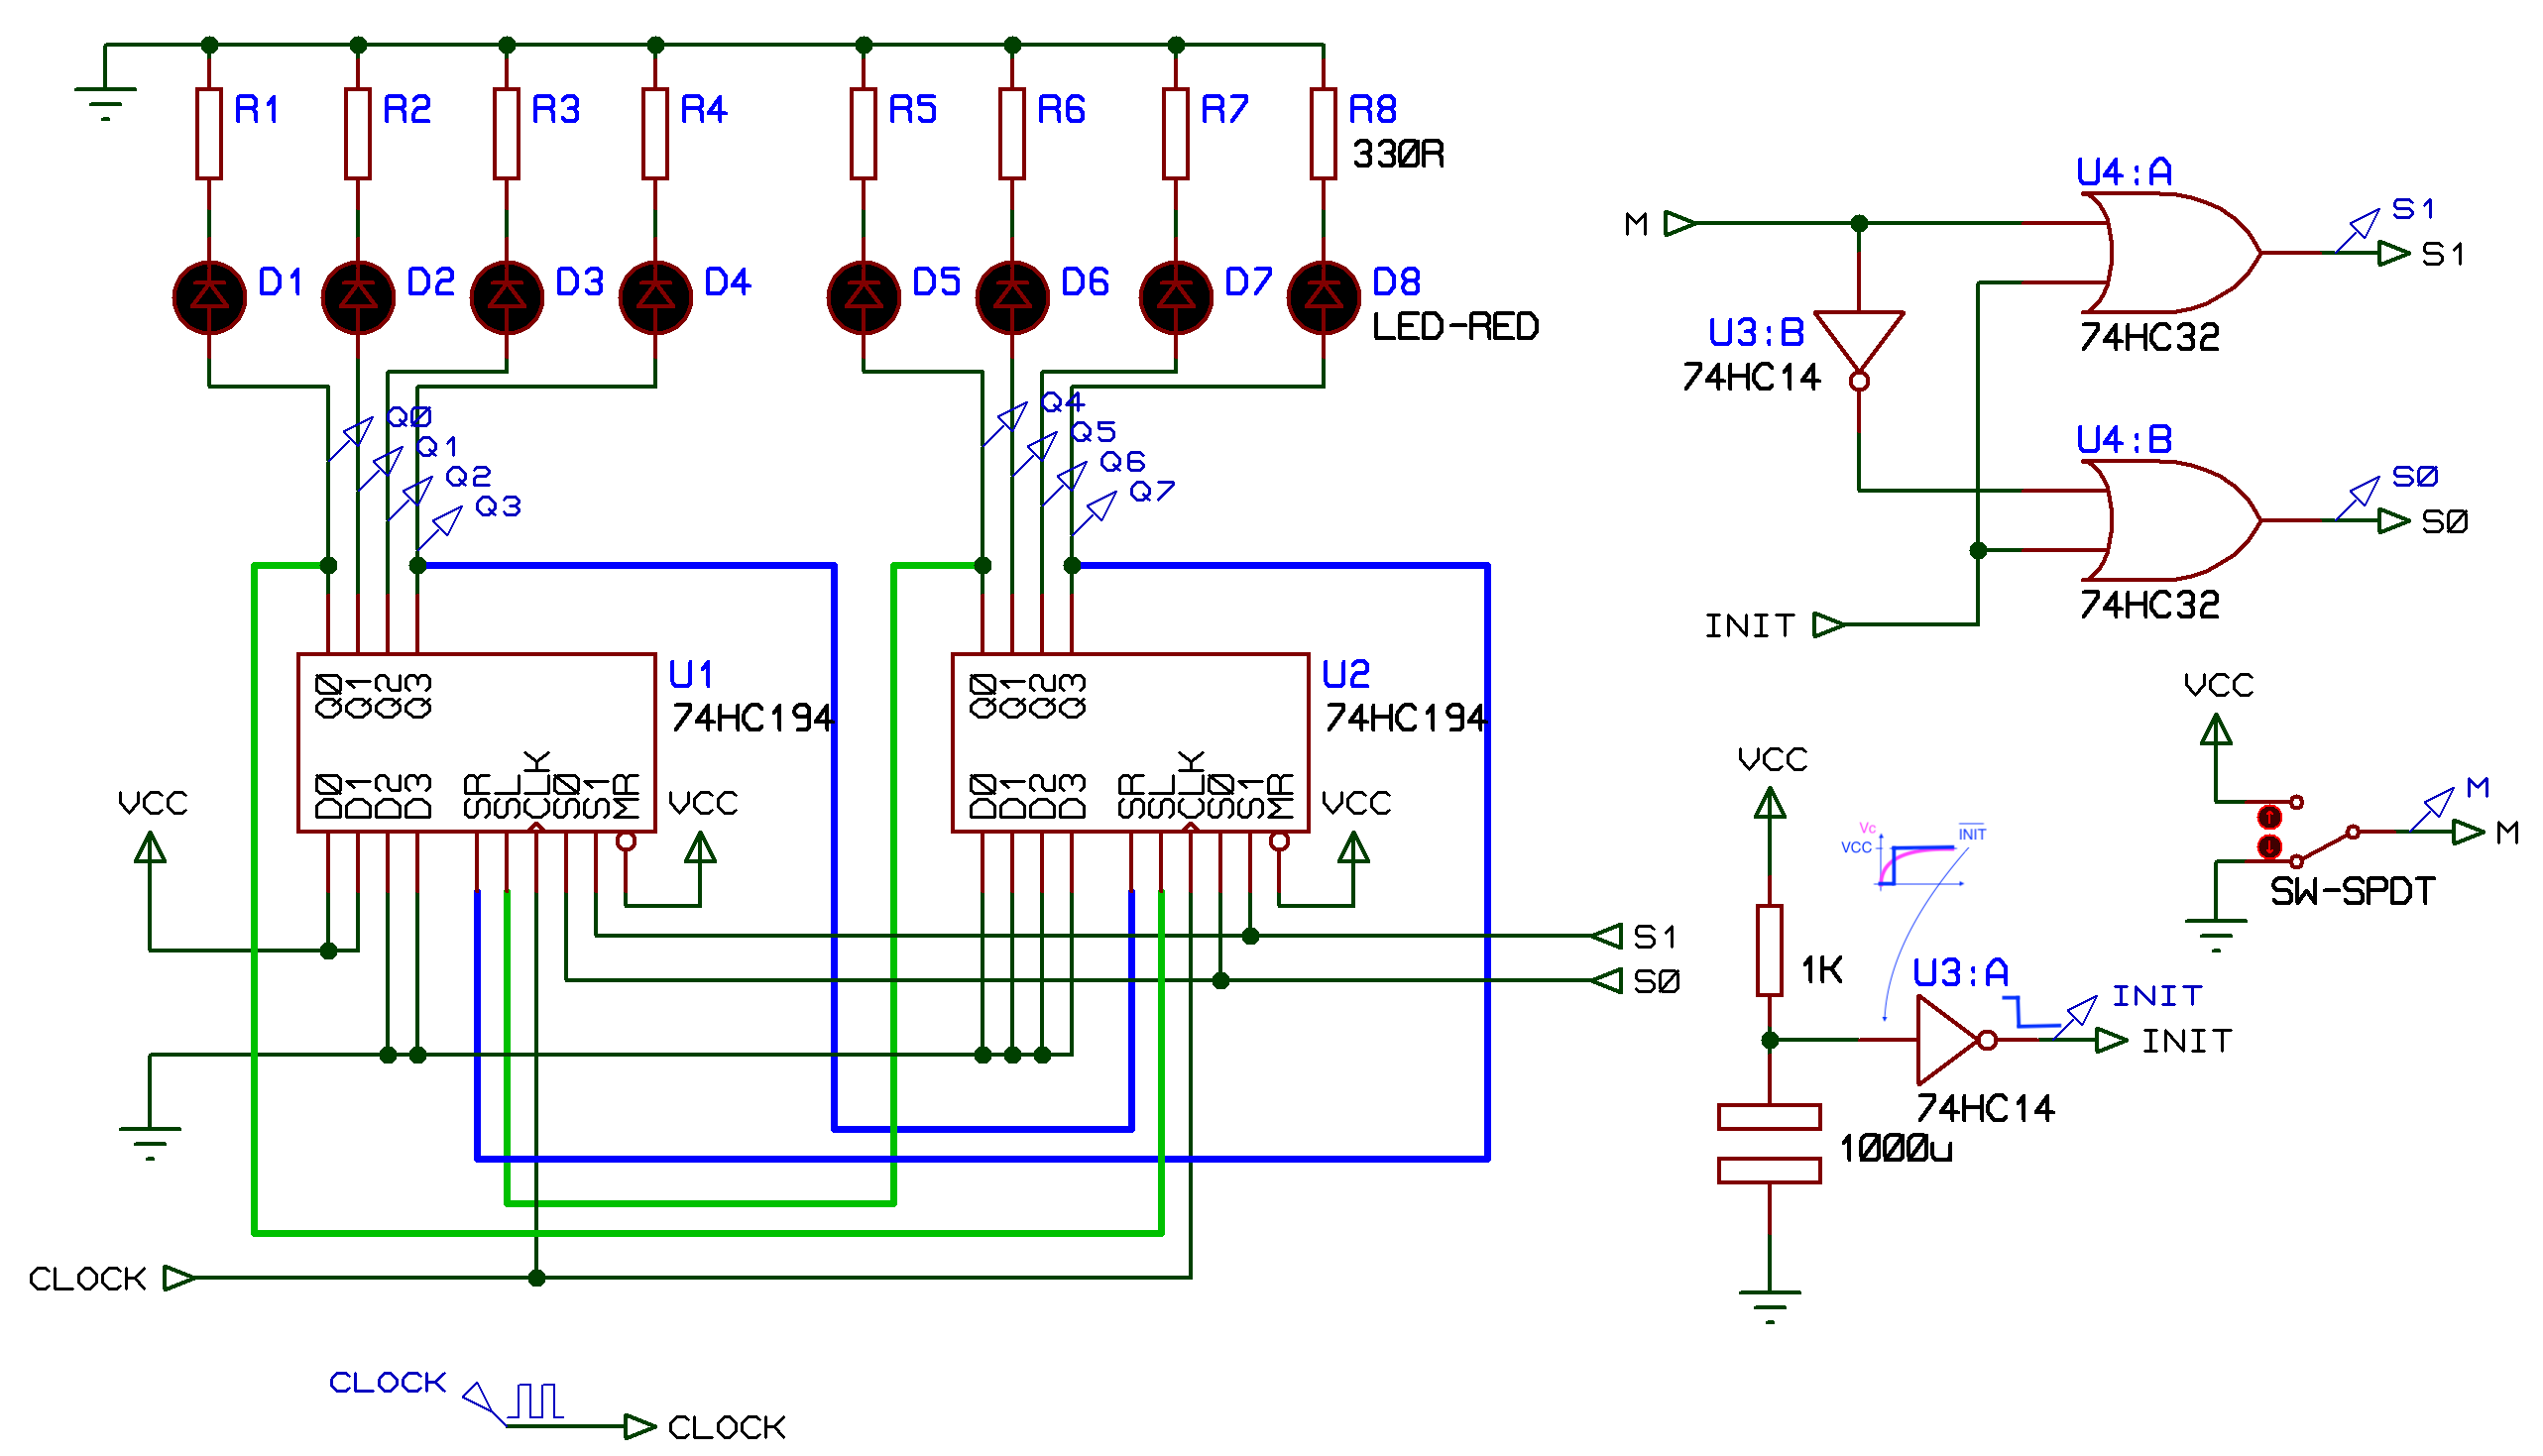 R1
R2
R3
R4
R5
R6
R7
R8
330R
D1
D2
D3
D4
D5
D6
D7
D8
LED-RED
Q0
Q1
Q2
Q3
Q4
Q5
Q6
Q7
U1
74HC194
Q0
Q1
Q2
Q3
D0
D1
D2
D3
SR
SL
CLK
S0
S1
MR
VCC
VCC
U2
74HC194
Q0
Q1
Q2
Q3
D0
D1
D2
D3
SR
SL
CLK
S0
S1
MR
VCC
S1
S0
CLOCK
CLOCK
CLOCK
M
U4:A
74HC32
S1
S1
U3:B
74HC14
U4:B
74HC32
S0
S0
INIT
VCC
M
M
SW-SPDT
VCC
Vc
VCC
INIT
1K
U3:A
74HC14
INIT
INIT
1000u